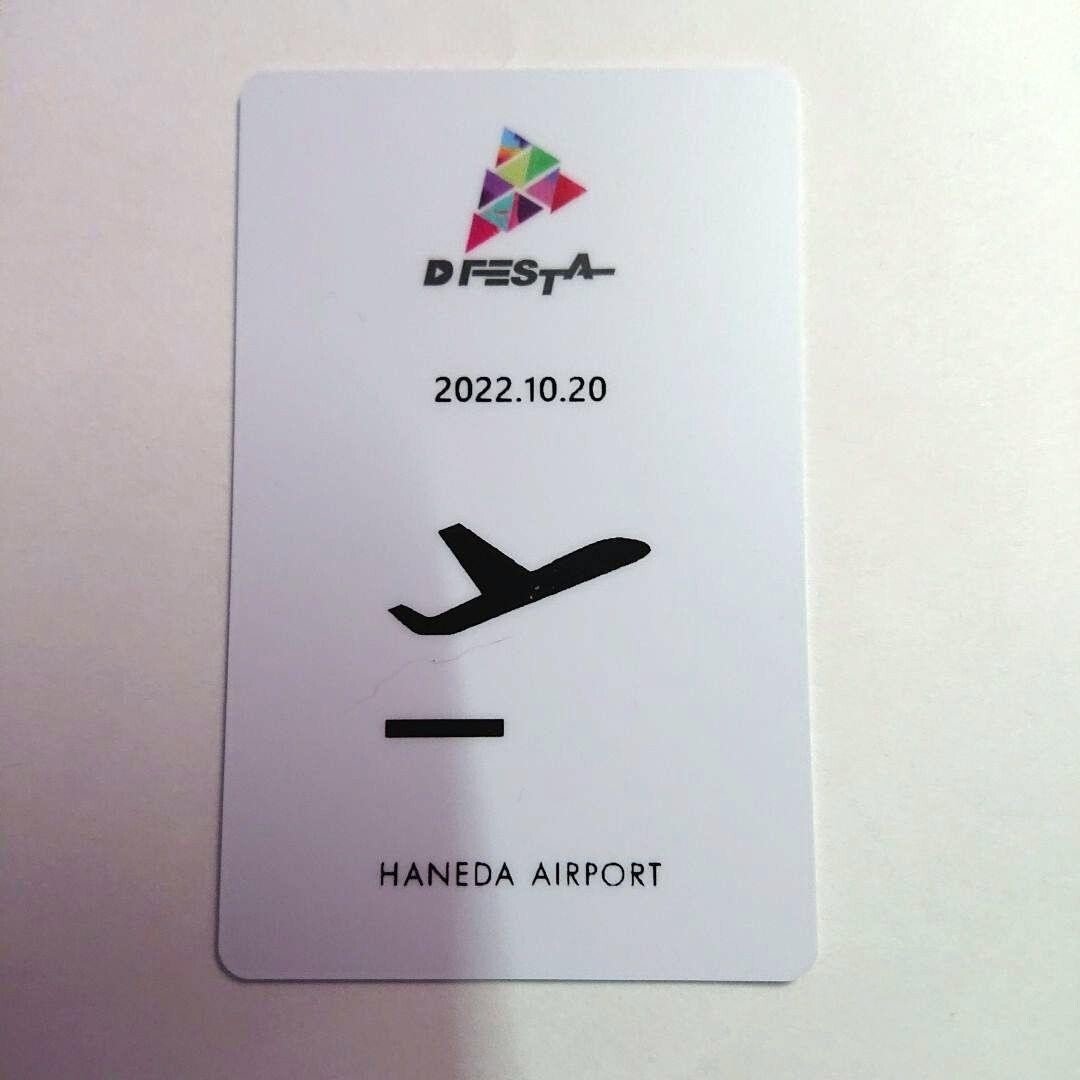 D FESTA
2022.10.20
HANEDA AIRPORT